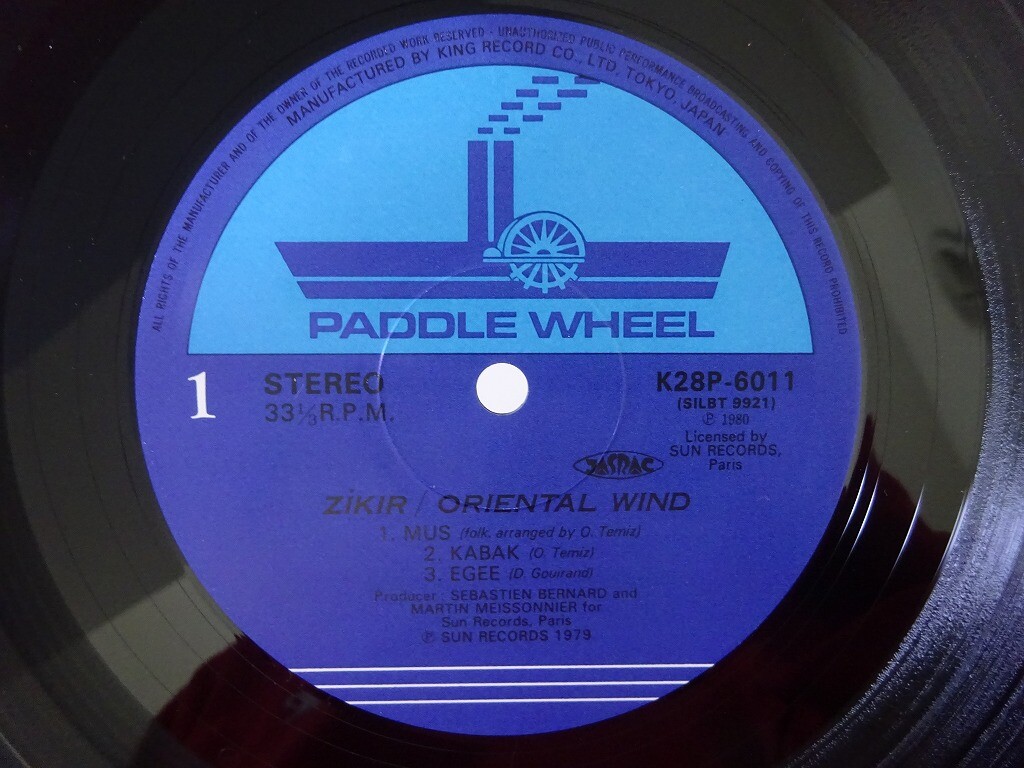 ALL RIGHTS OF THE MANUFACTURER AND OF THE OWNER OF THE RECORDED WORK RESERVED - UNAUTHORIZED PUBLIC PERFORMANCE BROADCASTING AND COPYING OF THIS RECORD PROHIBITED
MANUFACTURED BY KING RECORD CO., LTD. TOKYO, JAPAN
PADDLE WHEEL
1
STEREO
33⅓ R.P.M.
K28P-6011
(SILBT 9921)
℗ 1980
Licensed by
SUN RECORDS,
Paris
JASRAC
ZİKIR / ORIENTAL WIND
1. MUS (folk. arranged by O. Temiz)
2. KABAK (O. Temiz)
3. EGEE (D. Gouirand)
Producer : SEBASTIEN BERNARD and
MARTIN MEISSONNIER for
Sun Records, Paris
℗ SUN RECORDS 1979